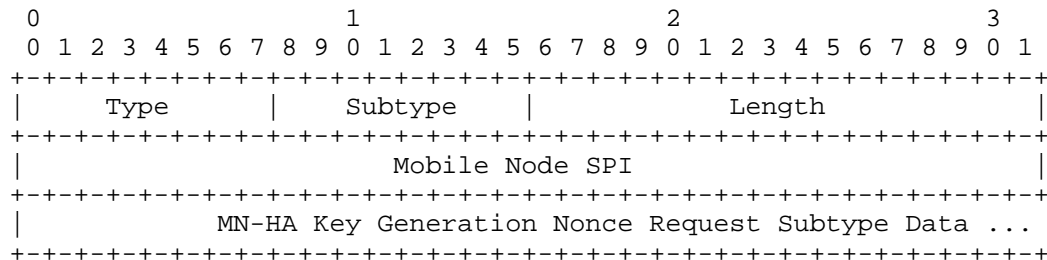 0                   1                   2                   3
 0 1 2 3 4 5 6 7 8 9 0 1 2 3 4 5 6 7 8 9 0 1 2 3 4 5 6 7 8 9 0 1
+-+-+-+-+-+-+-+-+-+-+-+-+-+-+-+-+-+-+-+-+-+-+-+-+-+-+-+-+-+-+-+-+
|     Type      |    Subtype    |            Length             |
+-+-+-+-+-+-+-+-+-+-+-+-+-+-+-+-+-+-+-+-+-+-+-+-+-+-+-+-+-+-+-+-+
|                       Mobile Node SPI                         |
+-+-+-+-+-+-+-+-+-+-+-+-+-+-+-+-+-+-+-+-+-+-+-+-+-+-+-+-+-+-+-+-+
|            MN-HA Key Generation Nonce Request Subtype Data ...
+-+-+-+-+-+-+-+-+-+-+-+-+-+-+-+-+-+-+-+-+-+-+-+-+-+-+-+-+-+-+-+-+